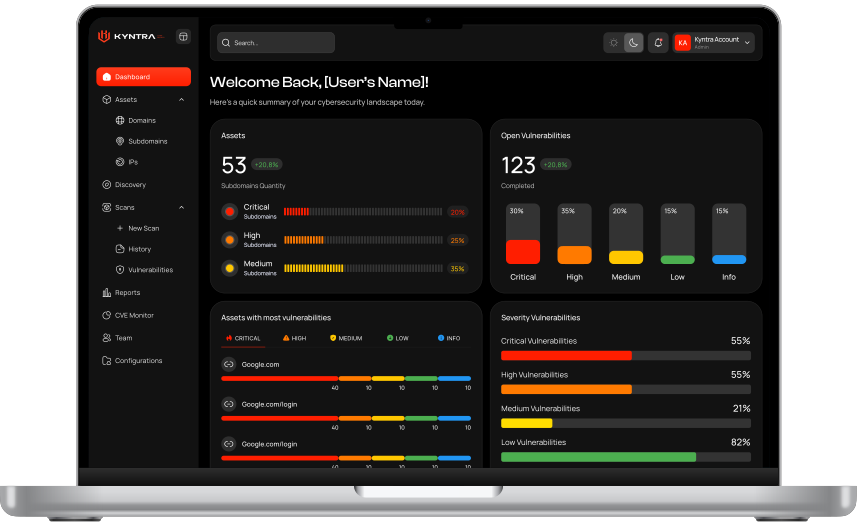 KYNTRA
Dashboard
Assets
Domains
Subdomains
IPs
Discovery
Scans
New Scan
History
Vulnerabilities
Reports
CVE Monitor
Team
Configurations
Search...
KA
Kyntra Account
Admin
Welcome Back, [User's Name]!
Here's a quick summary of your cybersecurity landscape today.
Assets
53 +20,8%
Subdomains Quantity
Critical
Subdomains
20%
High
Subdomains
25%
Medium
Subdomains
35%
Open Vulnerabilities
123 +20,8%
Completed
30% 35% 20% 15% 15%
Critical High Medium Low Info
Assets with most vulnerabilities
CRITICAL HIGH MEDIUM LOW INFO
Google.com
40 10 10 10 10
Google.com/login
40 10 10 10 10
Google.com/login
40 10 10 10 10
Severity Vulnerabilities
Critical Vulnerabilities 55%
High Vulnerabilities 55%
Medium Vulnerabilities 21%
Low Vulnerabilities 82%